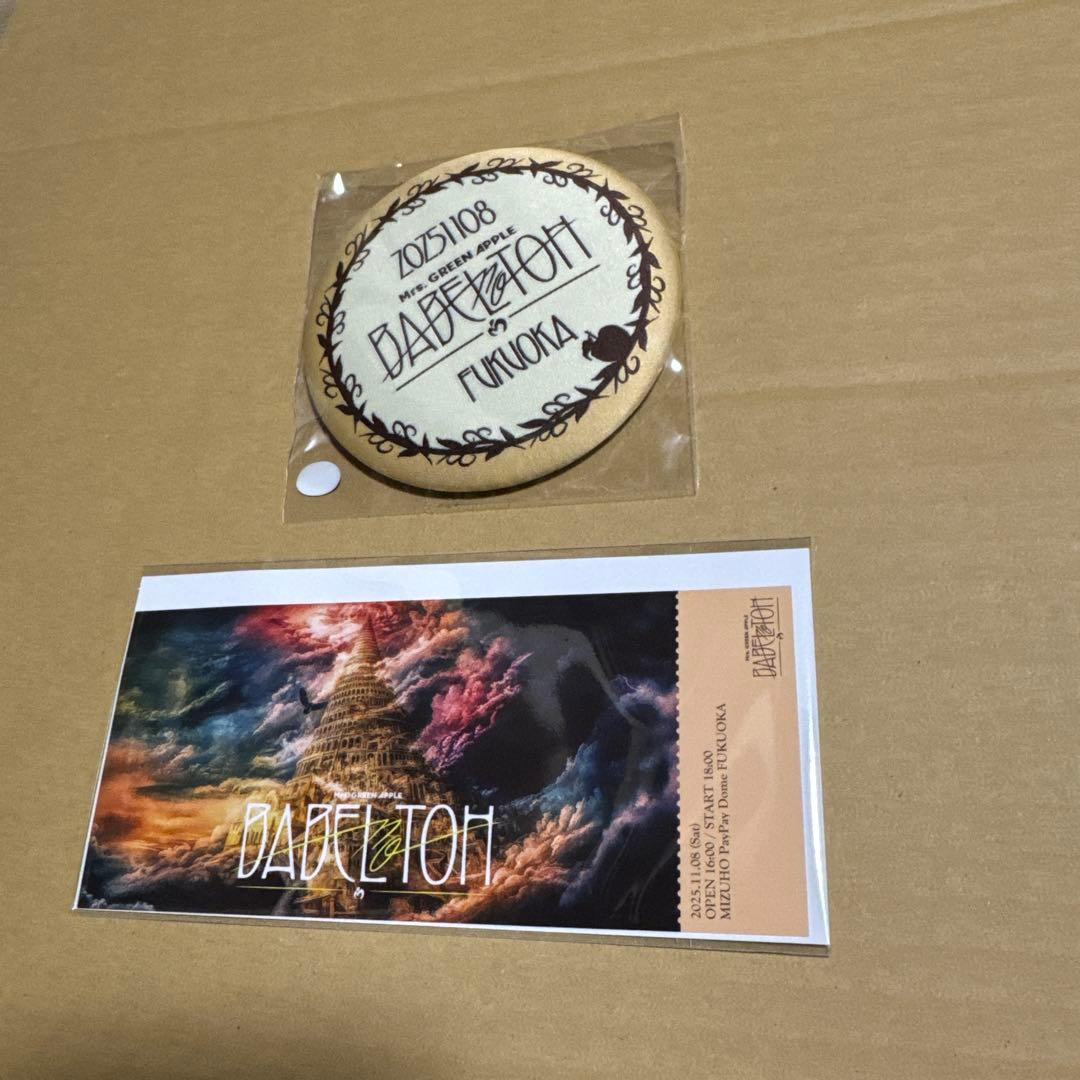 20251108
Mrs. GREEN APPLE
BABEL no TOH
FUKUOKA
Mrs. GREEN APPLE
BABEL no TOH
Mrs. GREEN APPLE
BABEL no TOH
2025.11.08 (Sat)
OPEN 16:00 / START 18:00
MIZUHO PayPay Dome FUKUOKA